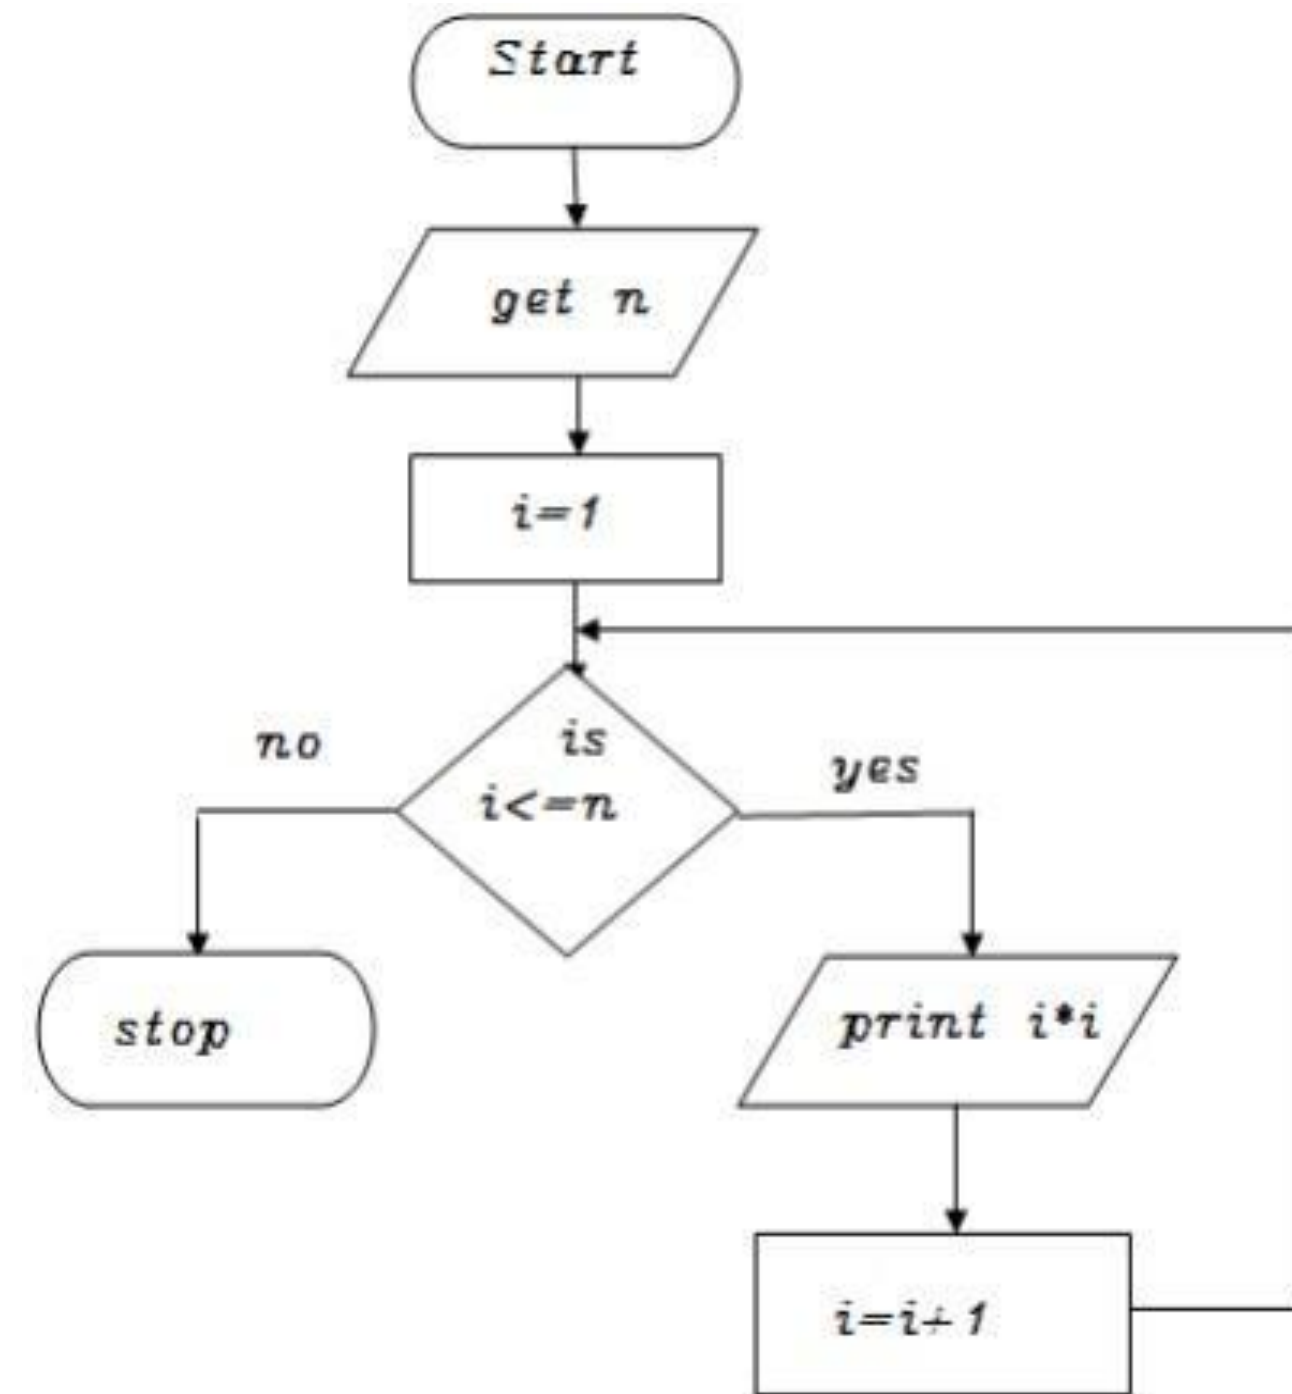 Start
get n
i=1
is
i<=n
no
yes
stop
print i*i
i=i+1